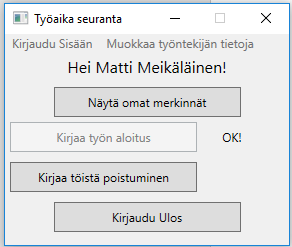 Työaika seuranta
Kirjaudu Sisään Muokkaa työntekijän tietoja
Hei Matti Meikäläinen!
Näytä omat merkinnät
Kirjaa työn aloitus OK!
Kirjaa töistä poistuminen
Kirjaudu Ulos